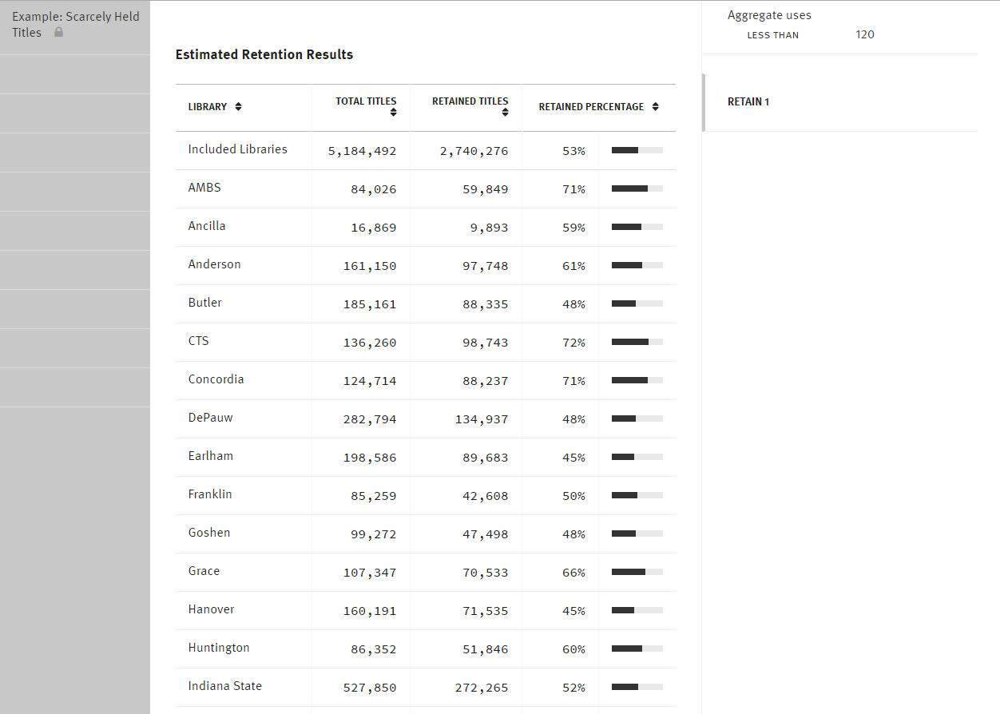 Example: Scarcely Held
Titles
Estimated Retention Results
LIBRARY TOTAL TITLES RETAINED TITLES RETAINED PERCENTAGE
Included Libraries 5,184,492 2,740,276 53%
AMBS 84,026 59,849 71%
Ancilla 16,869 9,893 59%
Anderson 161,150 97,748 61%
Butler 185,161 88,335 48%
CTS 136,260 98,743 72%
Concordia 124,714 88,237 71%
DePauw 282,794 134,937 48%
Earlham 198,586 89,683 45%
Franklin 85,259 42,608 50%
Goshen 99,272 47,498 48%
Grace 107,347 70,533 66%
Hanover 160,191 71,535 45%
Huntington 86,352 51,846 60%
Indiana State 527,850 272,265 52%
Aggregate uses
LESS THAN 120
RETAIN 1